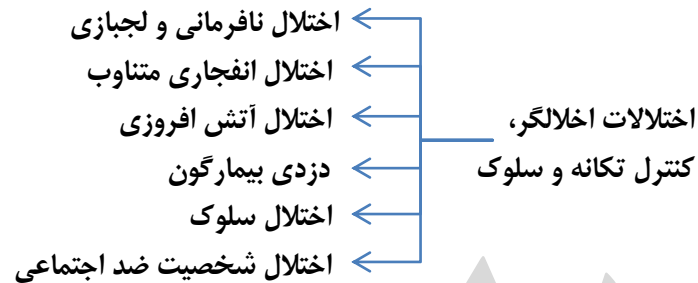 اختلالات اخلالگر،
کنترل تکانه و سلوک
اختلال نافرمانی و لجبازی
اختلال انفجاری متناوب
اختلال آتش افروزی
دزدی بیمارگون
اختلال سلوک
اختلال شخصیت ضد اجتماعی